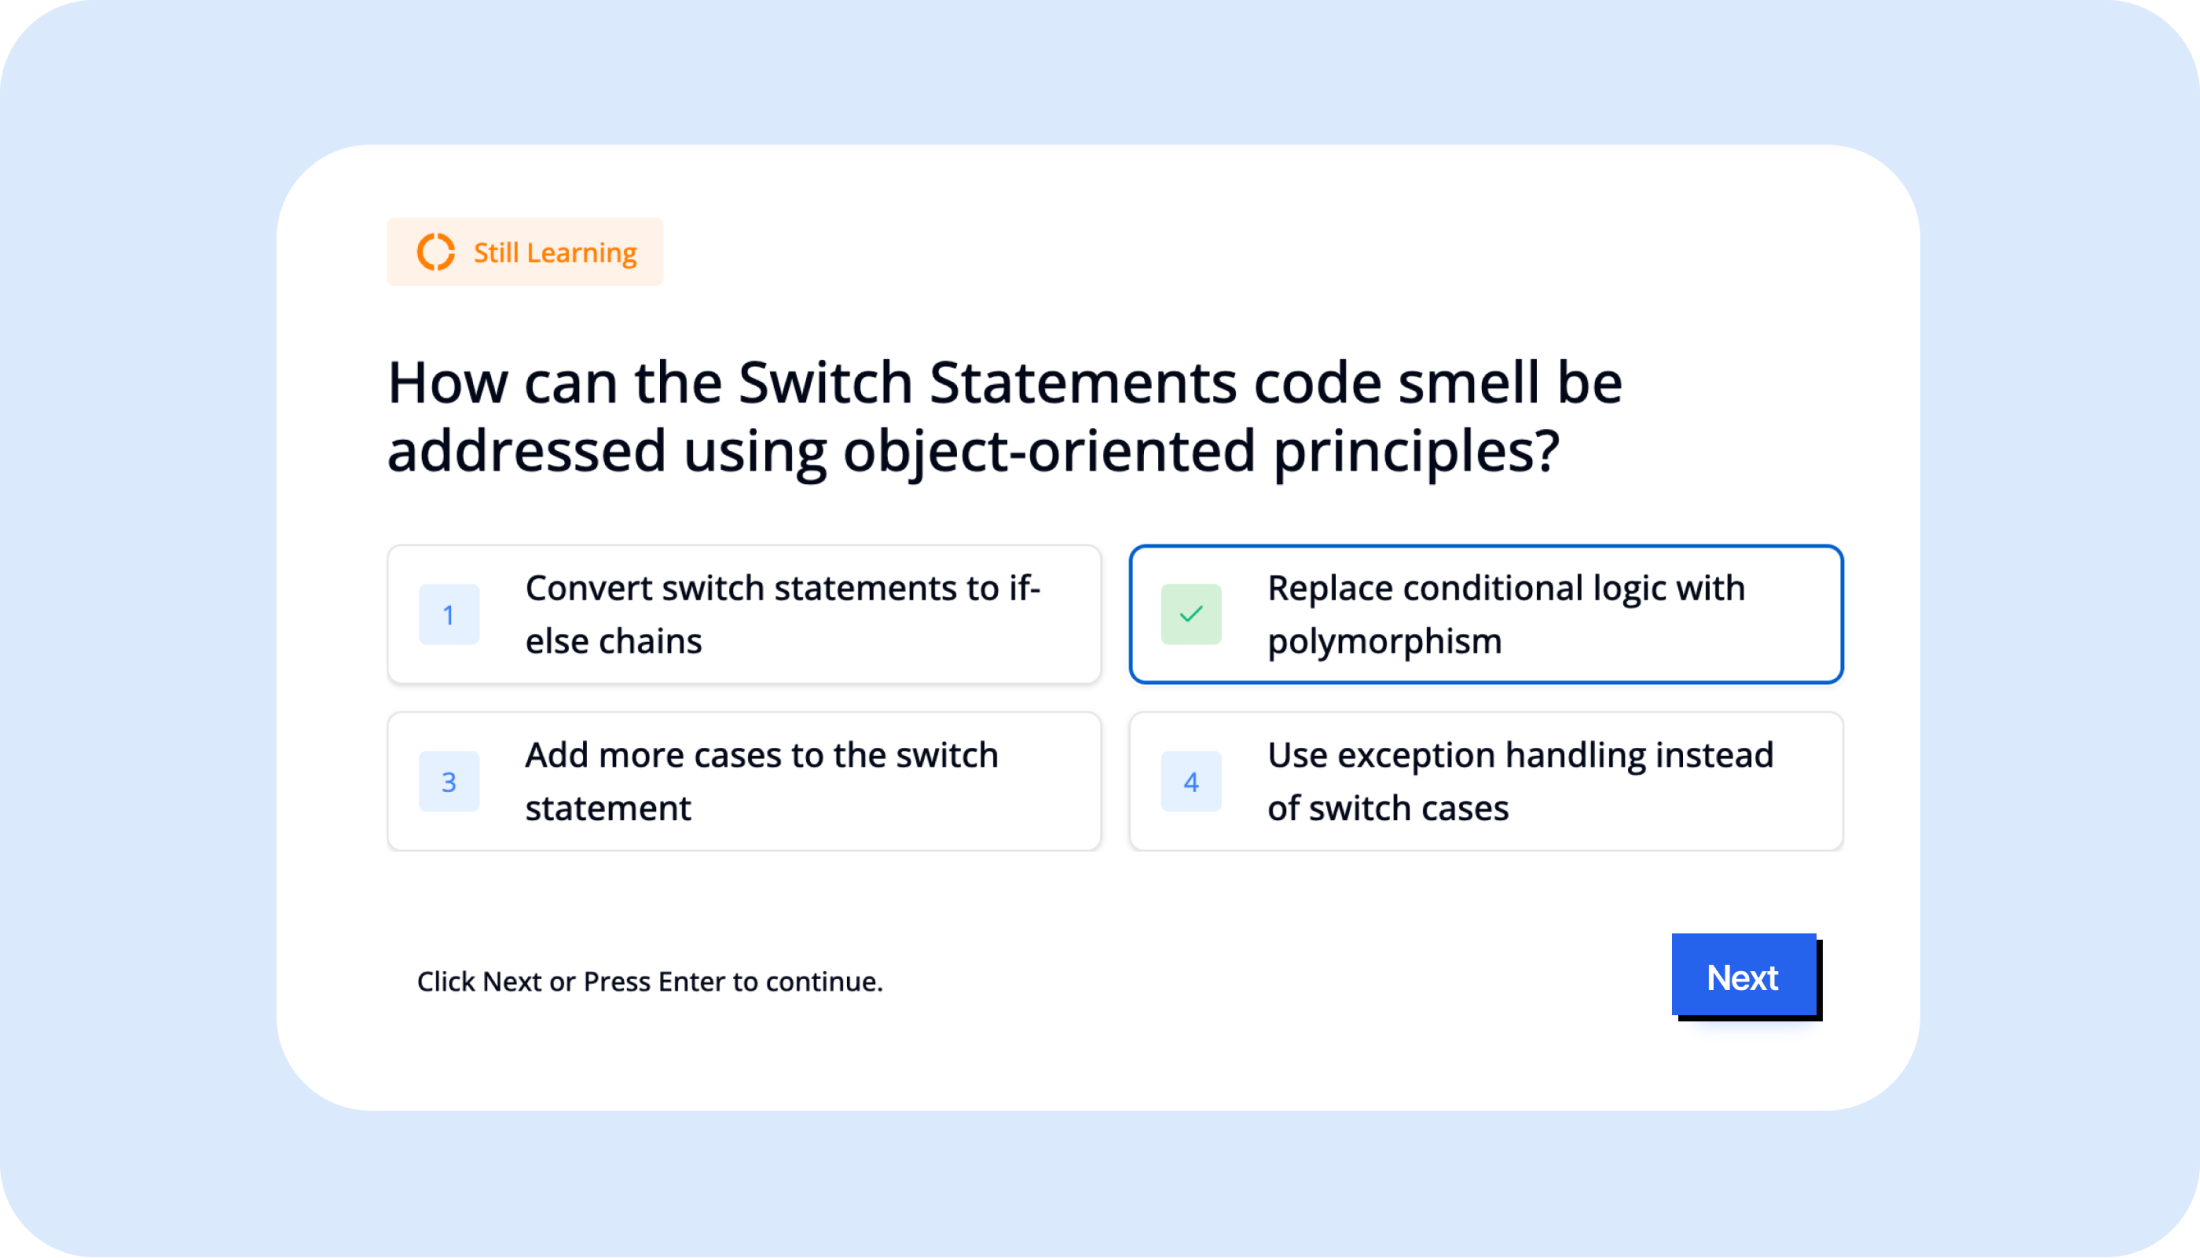 Still Learning
How can the Switch Statements code smell be
addressed using object-oriented principles?
1
Convert switch statements to if-
else chains
Replace conditional logic with
polymorphism
3
Add more cases to the switch
statement
4
Use exception handling instead
of switch cases
Click Next or Press Enter to continue.
Next